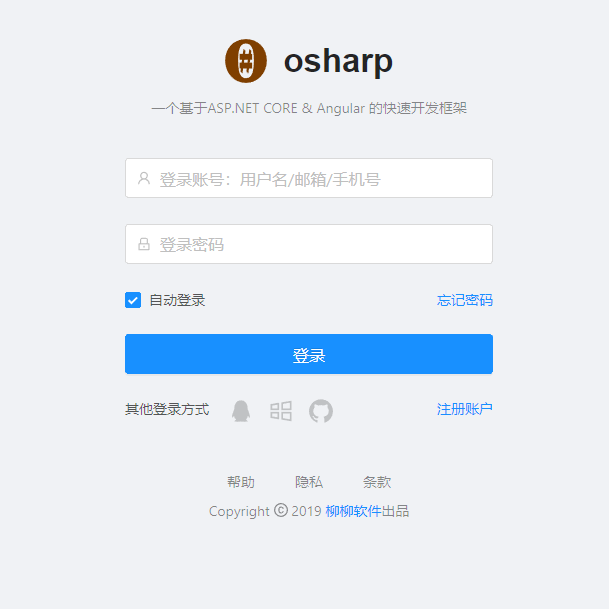 osharp
一个基于ASP.NET CORE & Angular 的快速开发框架
登录账号：用户名/邮箱/手机号
登录密码
自动登录 忘记密码
登录
其他登录方式 注册账户
帮助 隐私 条款
Copyright © 2019 柳柳软件出品